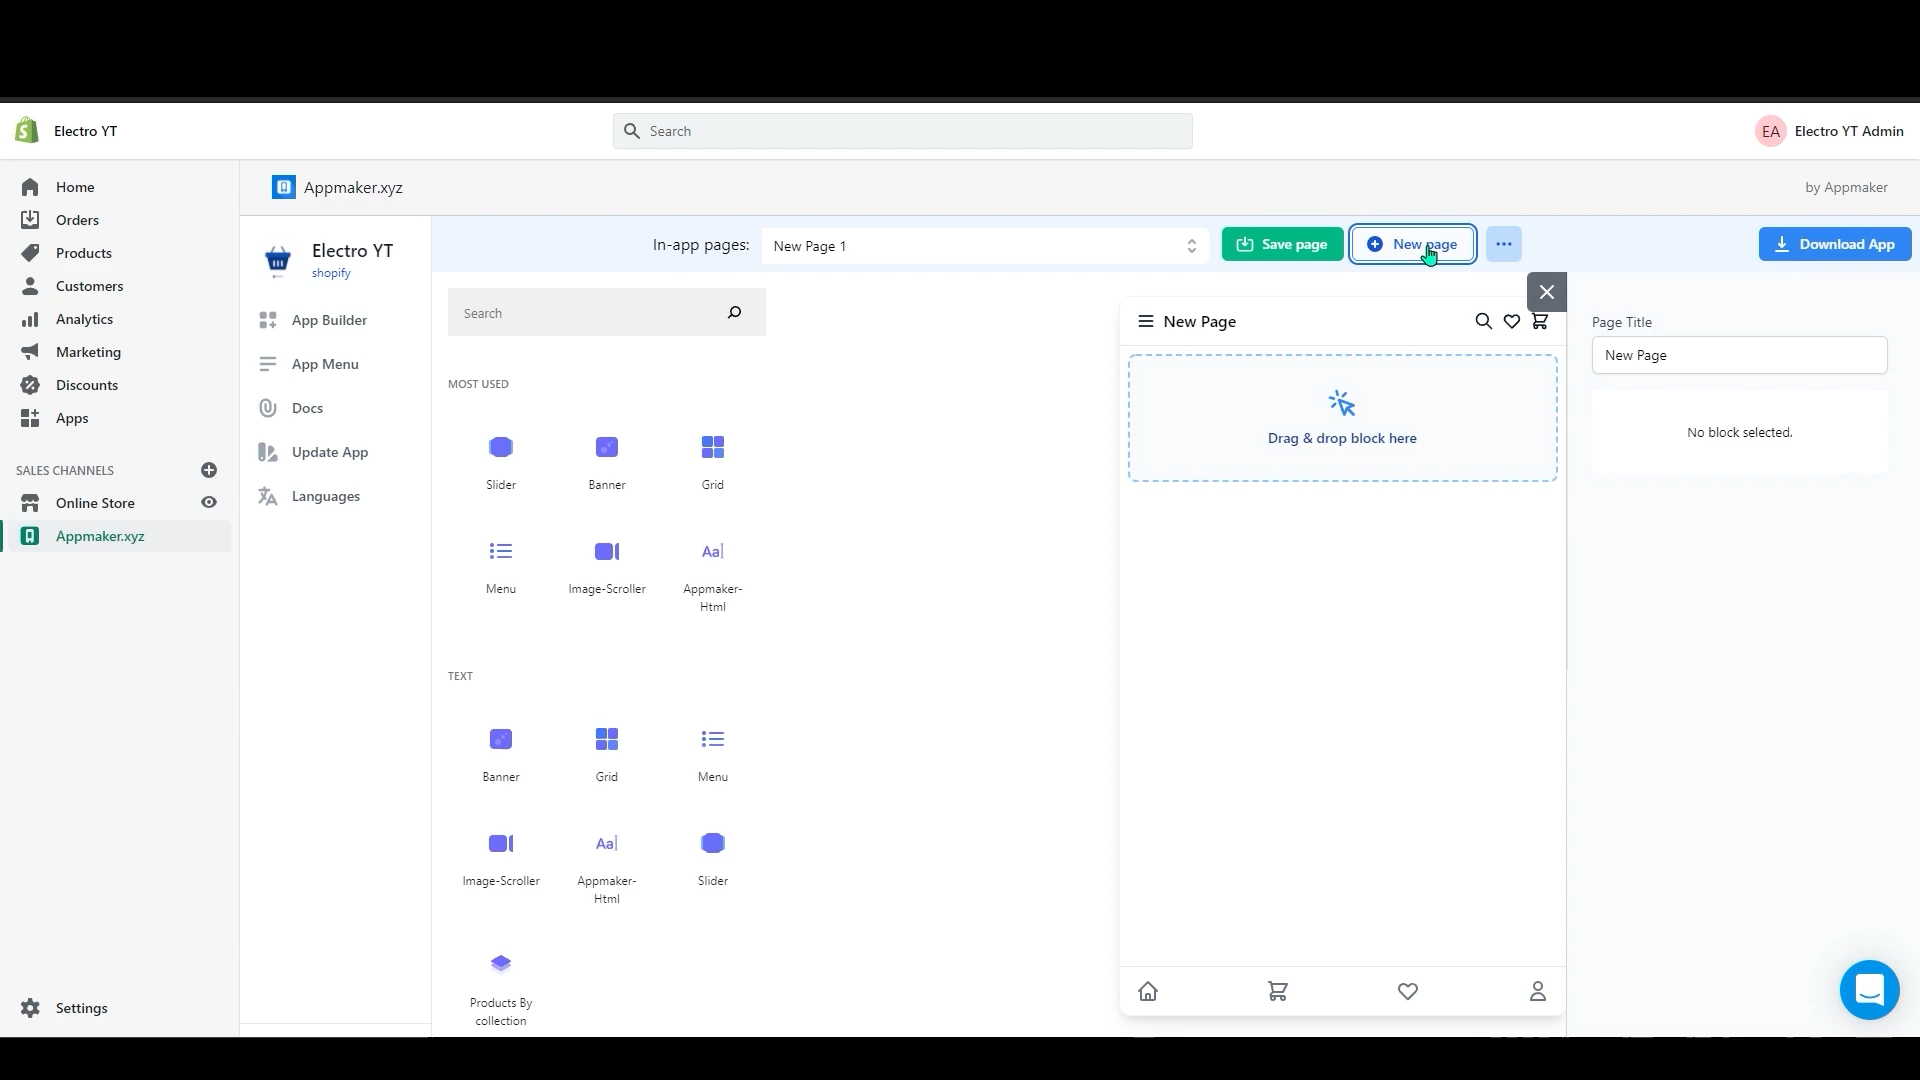 Electro YT
Search
EA
Electro YT Admin
Home
Orders
Products
Customers
Analytics
Marketing
Discounts
Apps
SALES CHANNELS
Online Store
Appmaker.xyz
Settings
Appmaker.xyz
by Appmaker
Electro YT
shopify
App Builder
App Menu
Docs
Update App
Languages
In-app pages:
New Page 1
Save page
New page
Download App
Search
MOST USED
Slider
Banner
Grid
Menu
Image-Scroller
Appmaker-
Html
TEXT
Banner
Grid
Menu
Image-Scroller
Appmaker-
Html
Slider
Products By
collection
New Page
Drag & drop block here
Page Title
New Page
No block selected.